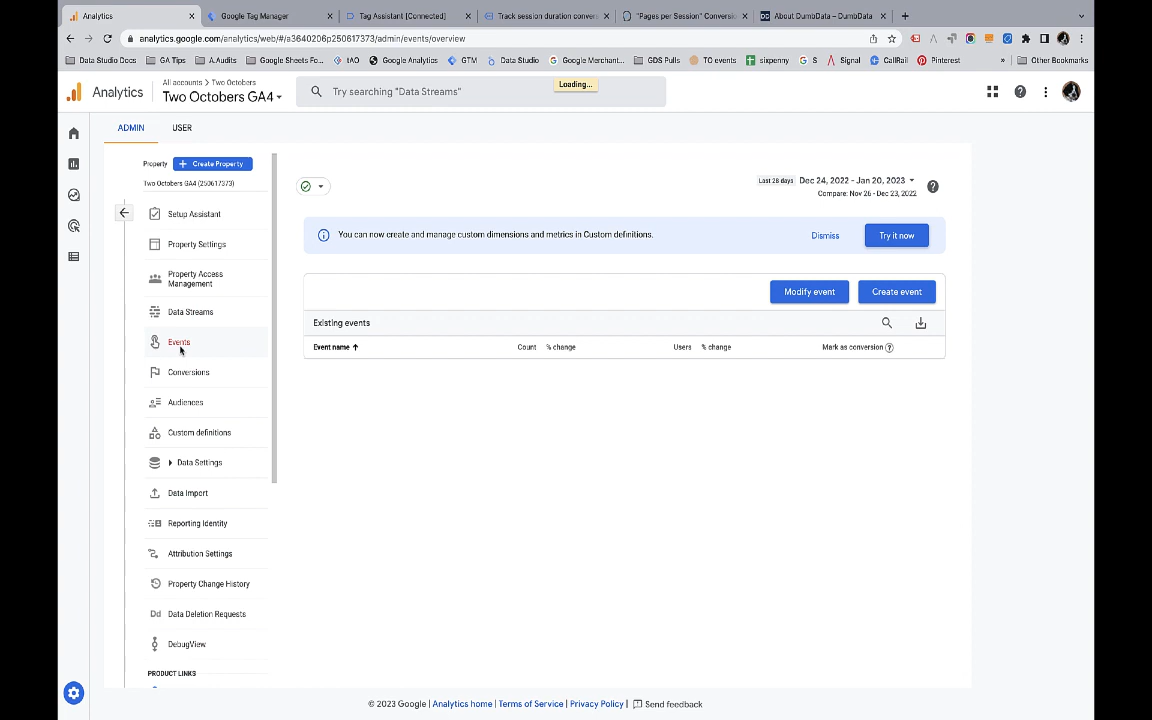 Analytics
Google Tag Manager
Tag Assistant [Connected]
Track session duration convers
"Pages per Session" Conversio
About DumbData – DumbData
analytics.google.com/analytics/web/#/a3640206p250617373/admin/events/overview
Data Studio Docs
GA Tips
A.Audits
Google Sheets Fo...
tAO
Google Analytics
GTM
Data Studio
Google Merchant...
GDS Pulls
TO events
sixpenny
G S
Signal
CallRail
Pinterest
»
Other Bookmarks
Analytics
All accounts > Two Octobers
Two Octobers GA4
Try searching "Data Streams"
Loading...
ADMIN
USER
Property
+ Create Property
Two Octobers GA4 (250617373)
Setup Assistant
Property Settings
Property Access
Management
Data Streams
Events
Conversions
Audiences
Custom definitions
Data Settings
Data Import
Reporting Identity
Attribution Settings
Property Change History
Dd Data Deletion Requests
DebugView
PRODUCT LINKS
Last 28 days Dec 24, 2022 - Jan 20, 2023
Compare: Nov 26 - Dec 23, 2022
You can now create and manage custom dimensions and metrics in Custom definitions.
Dismiss
Try it now
Modify event
Create event
Existing events
Event name
Count
% change
Users
% change
Mark as conversion
© 2023 Google | Analytics home | Terms of Service | Privacy Policy | Send feedback